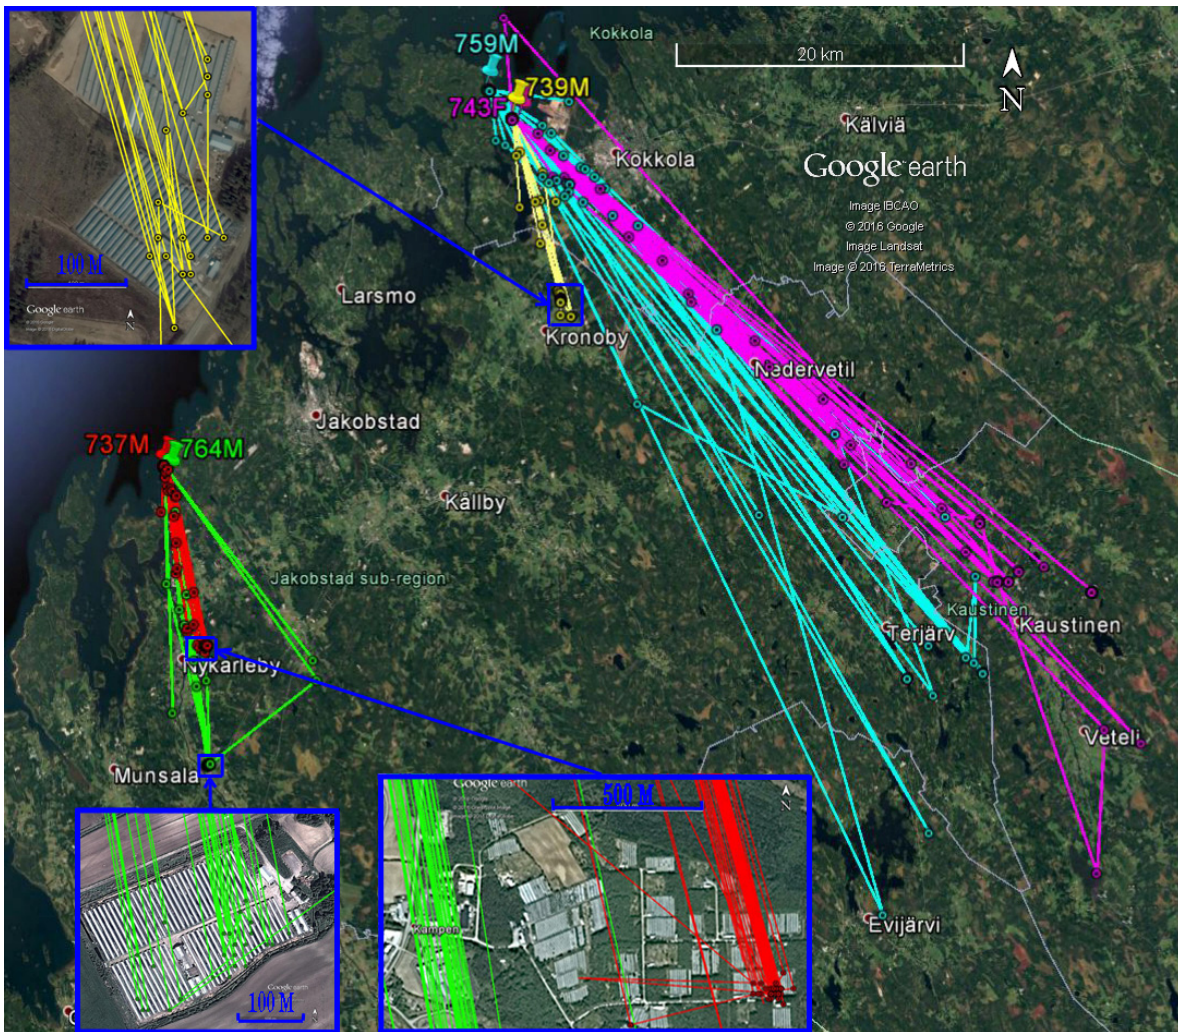 759M
Kokkola
20 km
N
739M
743F
Kälviä
Kokkola
Google earth
Image IBCAO
© 2016 Google
Image Landsat
Image © 2016 TerraMetrics
100 M
Google earth
N
Larsmo
Kronoby
Nedervetil
Jakobstad
737M
764M
Källby
Jakobstad sub-region
Kaustinen
Terjärv
Kaustinen
Nykarleby
Veteli
Munsala
Google earth
500 M
N
Kampen
Evijärvi
Google earth
100 M
N